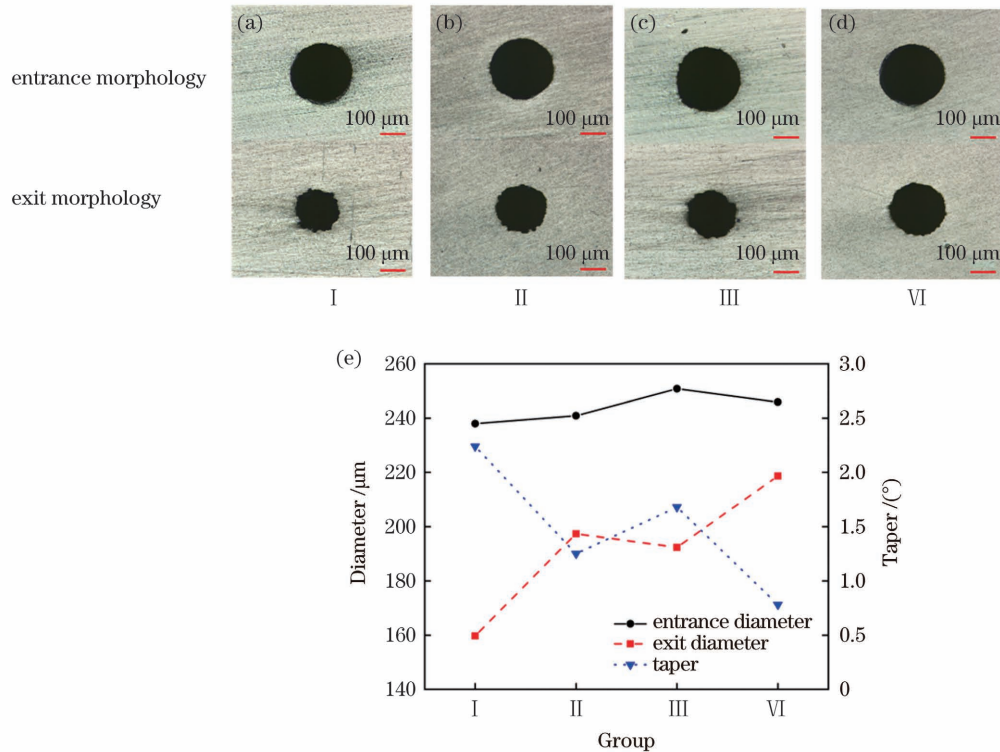 (a) (b) (c) (d)
entrance morphology
100 μm 100 μm 100 μm 100 μm
exit morphology
100 μm 100 μm 100 μm 100 μm
Ⅰ Ⅱ Ⅲ Ⅵ
(e)
260 3.0
240 2.5
220 2.0
200 1.5
180 1.0
160 0.5
140 0
Diameter /μm
Taper /(°)
entrance diameter
exit diameter
taper
Ⅰ Ⅱ Ⅲ Ⅵ
Group